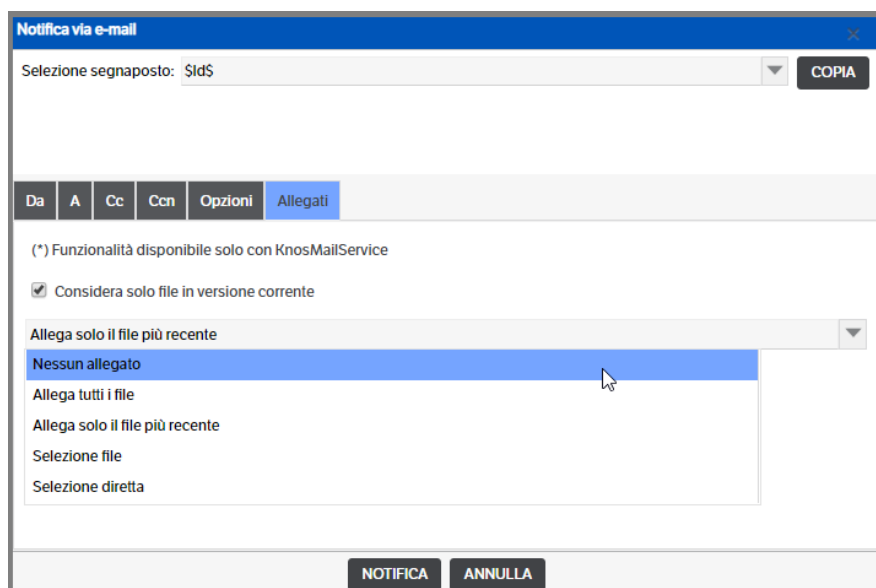 Notifica via e-mail
Selezione segnaposto: $Id$ COPIA
Da A Cc Ccn Opzioni Allegati
(*) Funzionalità disponibile solo con KnosMailService
Considera solo file in versione corrente
Allega solo il file più recente
Nessun allegato
Allega tutti i file
Allega solo il file più recente
Selezione file
Selezione diretta
NOTIFICA ANNULLA